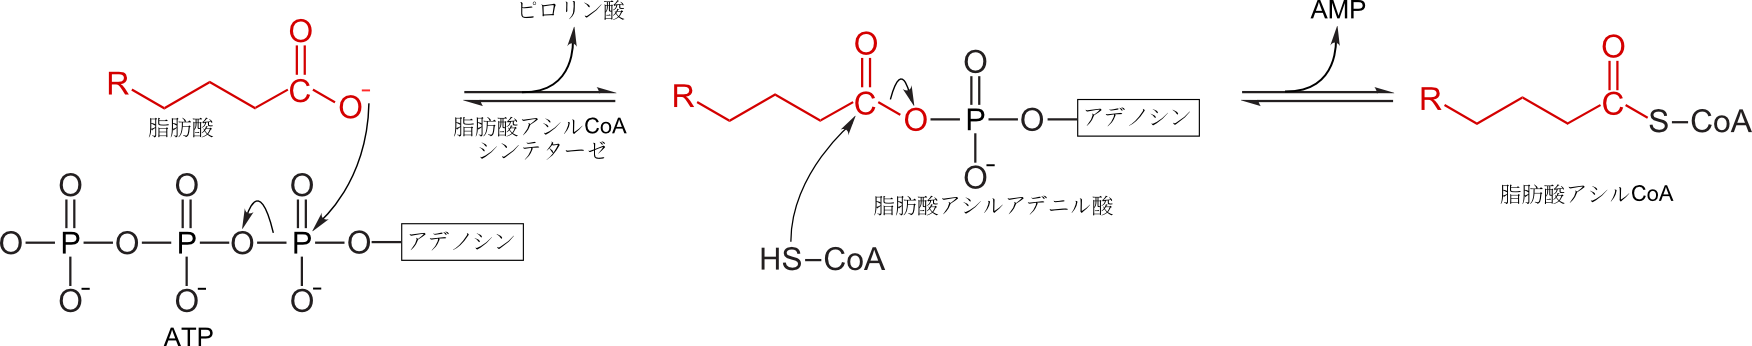 ピロリン酸
AMP
O
R
C
O-
脂肪酸
脂肪酸アシルCoA
シンテターゼ
O
R
C
O
O
P
O
アデノシン
O-
脂肪酸アシルアデニル酸
HS-CoA
O
R
C
S-CoA
脂肪酸アシルCoA
O O O
O P O P O P O アデノシン
O- O- O-
ATP